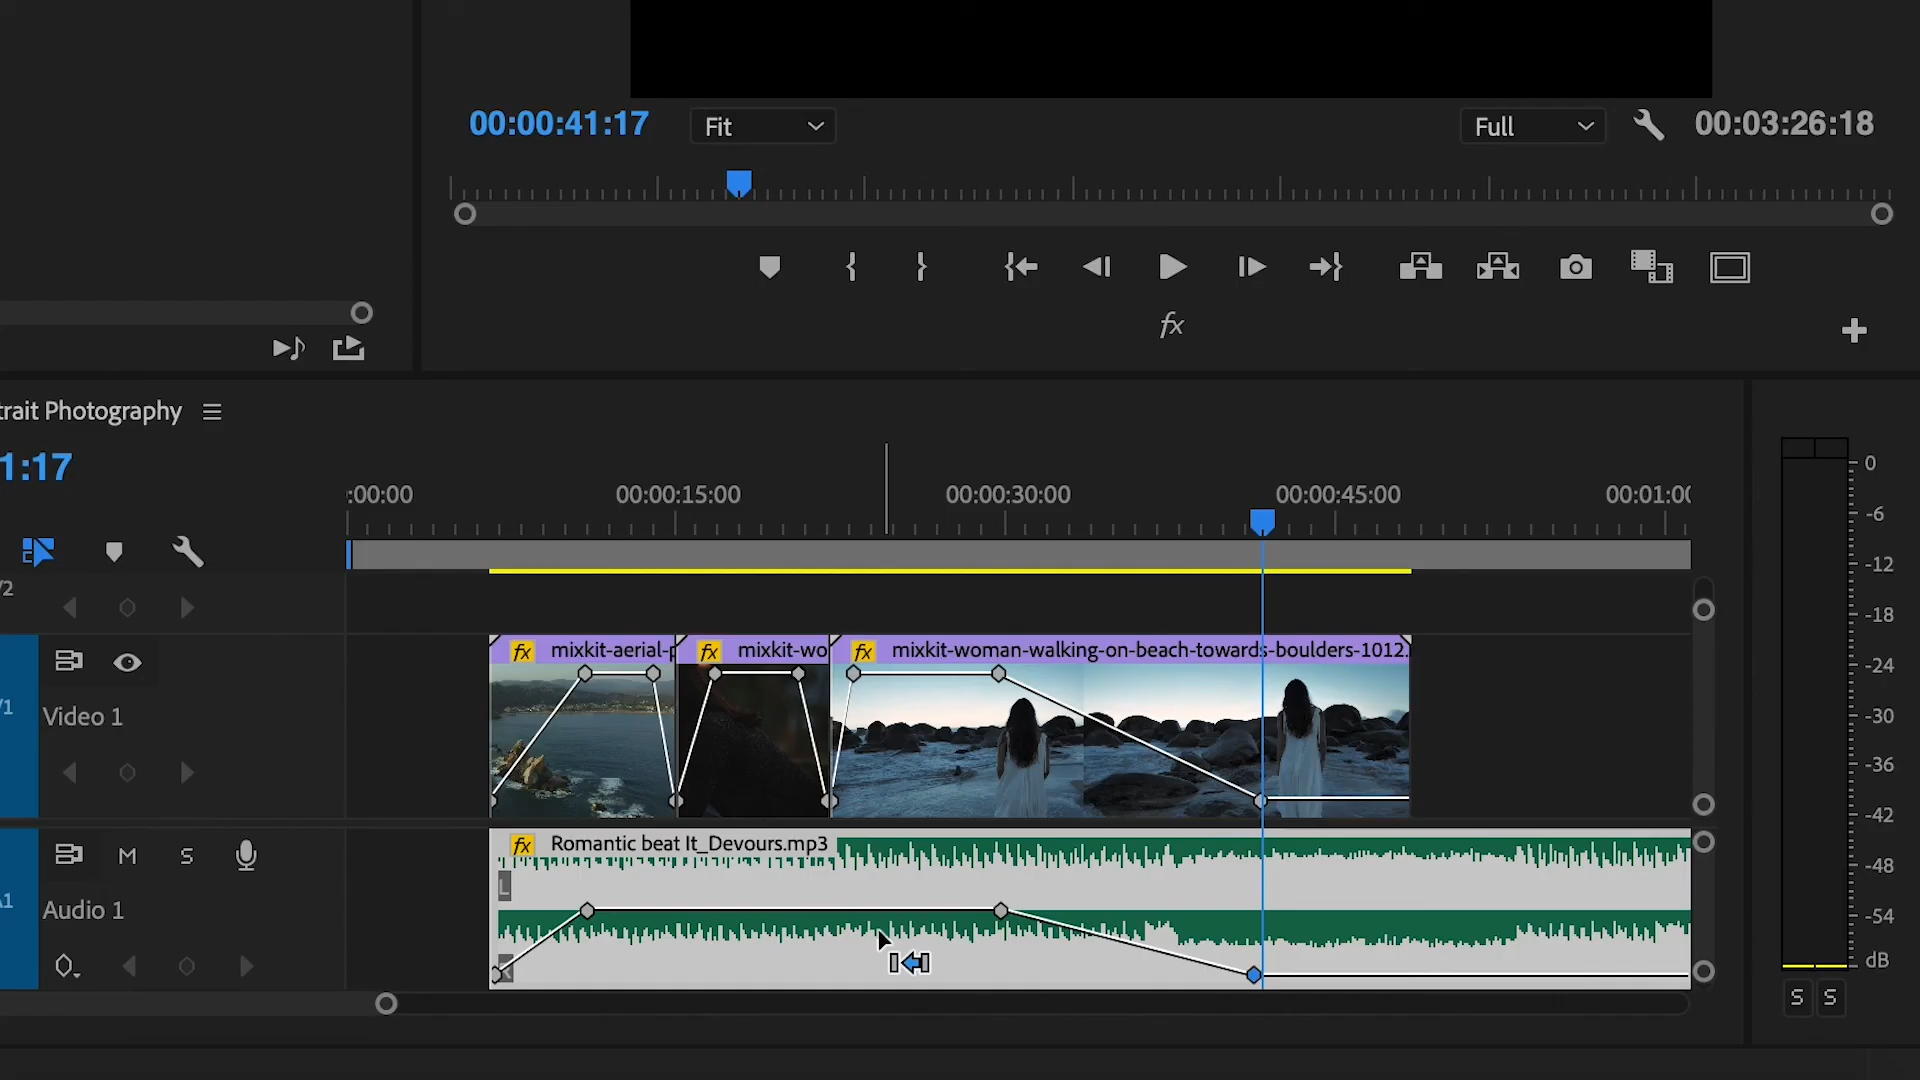 00:00:41:17
Fit
Full
00:03:26:18
fx
trait Photography
1:17
:00:00
00:00:15:00
00:00:30:00
00:00:45:00
00:01:00
V2
fx mixkit-aerial-p
fx mixkit-wo
fx mixkit-woman-walking-on-beach-towards-boulders-1012.
V1
Video 1
fx Romantic beat It_Devours.mp3
M
S
L
A1
Audio 1
R
0
-6
-12
-18
-24
-30
-36
-42
-48
-54
dB
S
S